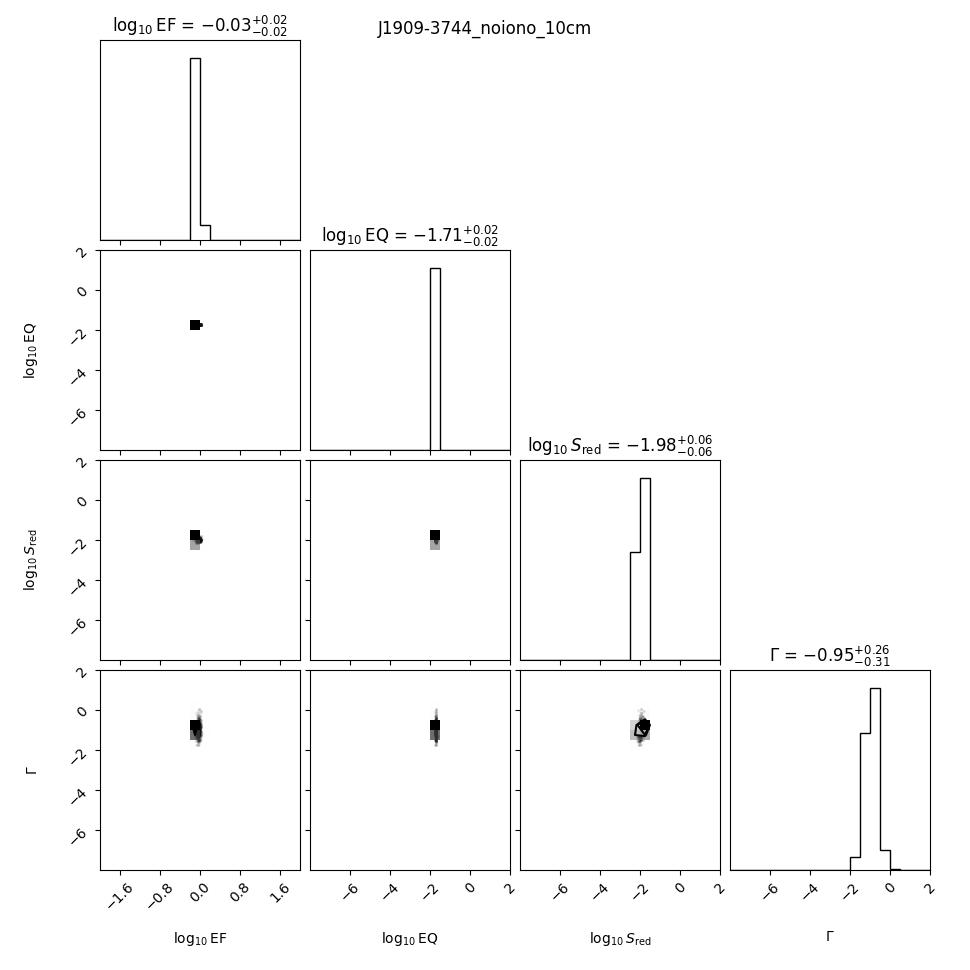 J1909-3744_noiono_10cm
log₁₀ EF = −0.03+0.02−0.02
log₁₀ EQ = −1.71+0.02−0.02
2
0
−2
−4
−6
log₁₀ EQ
log₁₀ S_red = −1.98+0.06−0.06
2
0
−2
−4
−6
log₁₀ S_red
Γ = −0.95+0.26−0.31
2
0
−2
−4
−6
Γ
−1.6 −0.8 0.0 0.8 1.6
−6 −4 −2 0 2
−6 −4 −2 0 2
−6 −4 −2 0 2
log₁₀ EF
log₁₀ EQ
log₁₀ S_red
Γ